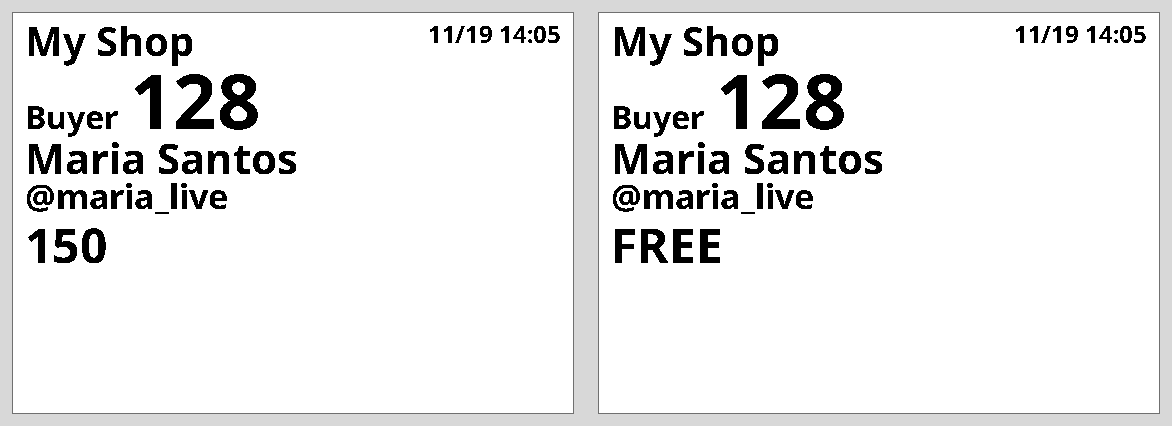 My Shop 11/19 14:05
Buyer 128
Maria Santos
@maria_live
150
My Shop 11/19 14:05
Buyer 128
Maria Santos
@maria_live
FREE